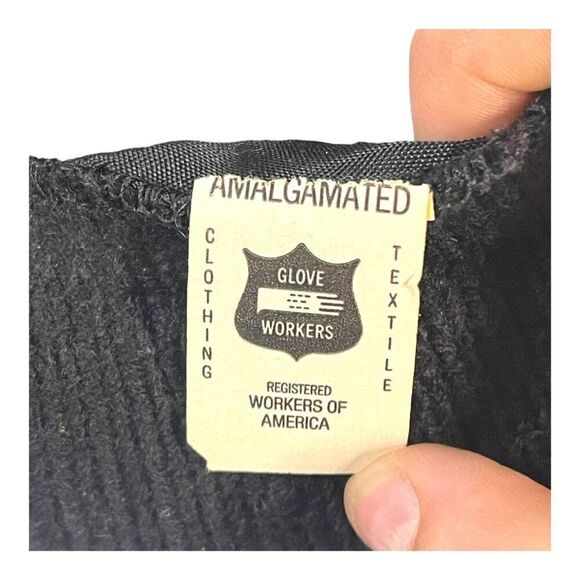 AMALGAMATED
CLOTHING
GLOVE
WORKERS
TEXTILE
REGISTERED
WORKERS OF
AMERICA